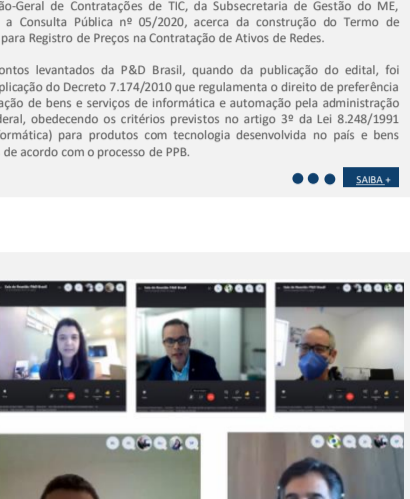 ão-Geral de Contratações de TIC, da Subsecretaria de Gestão do ME,
a Consulta Pública nº 05/2020, acerca da construção do Termo de
para Registro de Preços na Contratação de Ativos de Redes.
ontos levantados da P&D Brasil, quando da publicação do edital, foi
plicação do Decreto 7.174/2010 que regulamenta o direito de preferência
ação de bens e serviços de informática e automação pela administração
deral, obedecendo os critérios previstos no artigo 3º da Lei 8.248/1991
formática) para produtos com tecnologia desenvolvida no país e bens
de acordo com o processo de PPB.
SAIBA +